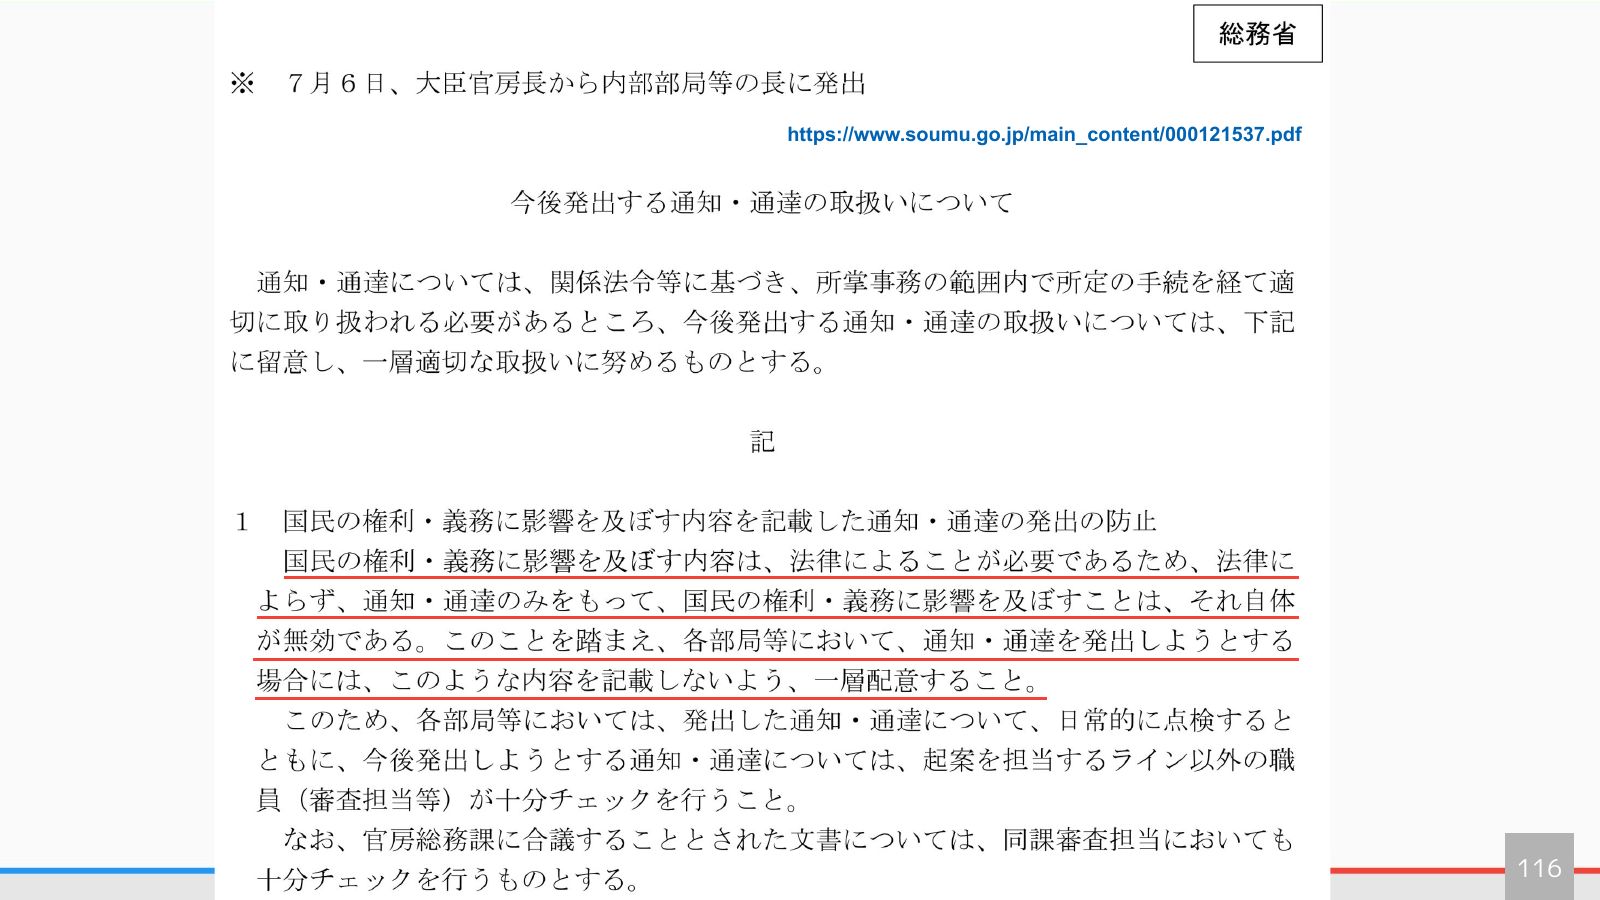 総務省
※　７月６日、大臣官房長から内部部局等の長に発出
https://www.soumu.go.jp/main_content/000121537.pdf
今後発出する通知・通達の取扱いについて
通知・通達については、関係法令等に基づき、所掌事務の範囲内で所定の手続を経て適
切に取り扱われる必要があるところ、今後発出する通知・通達の取扱いについては、下記
に留意し、一層適切な取扱いに努めるものとする。
記
１　国民の権利・義務に影響を及ぼす内容を記載した通知・通達の発出の防止
国民の権利・義務に影響を及ぼす内容は、法律によることが必要であるため、法律に
よらず、通知・通達のみをもって、国民の権利・義務に影響を及ぼすことは、それ自体
が無効である。このことを踏まえ、各部局等において、通知・通達を発出しようとする
場合には、このような内容を記載しないよう、一層配意すること。
このため、各部局等においては、発出した通知・通達について、日常的に点検すると
ともに、今後発出しようとする通知・通達については、起案を担当するライン以外の職
員（審査担当等）が十分チェックを行うこと。
なお、官房総務課に合議することとされた文書については、同課審査担当においても
十分チェックを行うものとする。
116